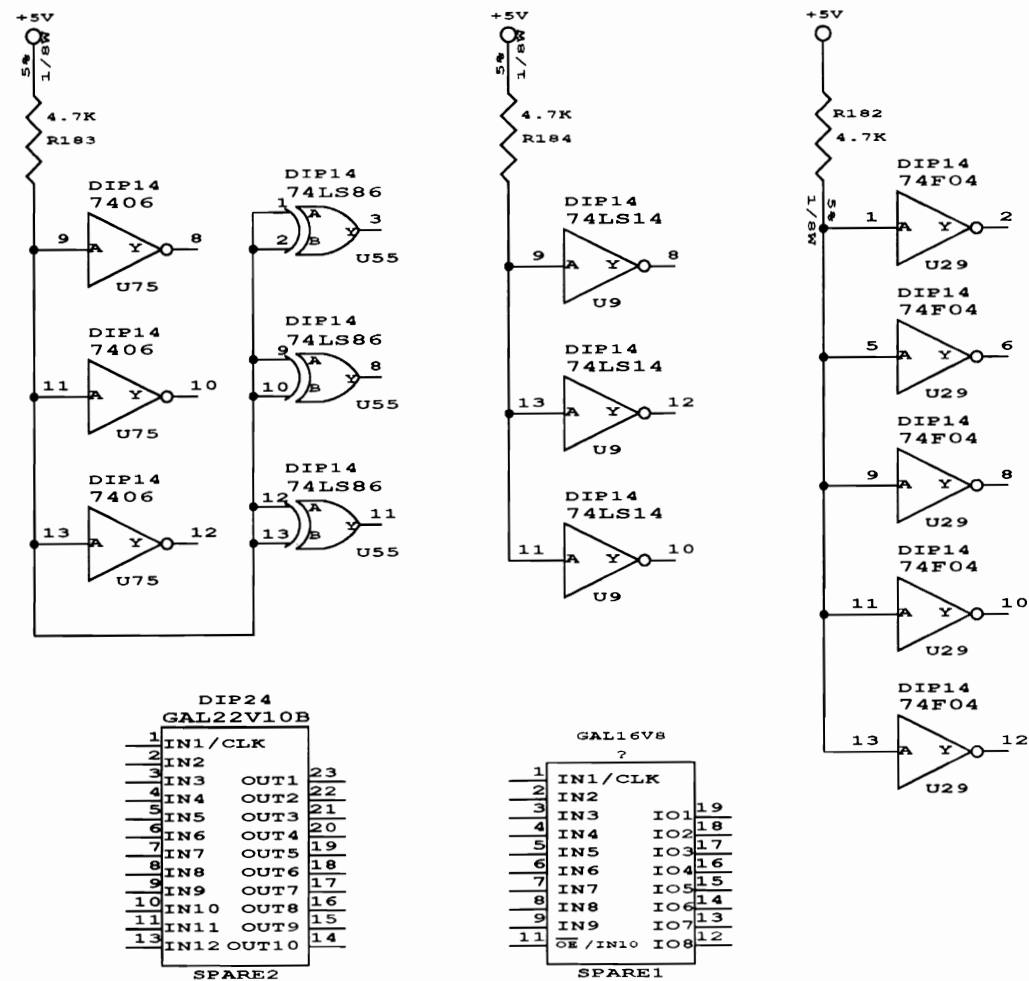 +5V
5%
1/8W
4.7K
R183
DIP14
7406
9 A Y 8
U75
DIP14
7406
11 A Y 10
U75
DIP14
7406
13 A Y 12
U75
DIP14
74LS86
1 A
2 B
Y 3
U55
DIP14
74LS86
9 A
10 B
Y 8
U55
DIP14
74LS86
12 A
13 B
Y 11
U55
+5V
5%
1/8W
4.7K
R184
DIP14
74LS14
9 A Y 8
U9
DIP14
74LS14
13 A Y 12
U9
DIP14
74LS14
11 A Y 10
U9
+5V
R182
4.7K
5%
1/8W
DIP14
74F04
1 A Y 2
U29
DIP14
74F04
5 A Y 6
U29
DIP14
74F04
9 A Y 8
U29
DIP14
74F04
11 A Y 10
U29
DIP14
74F04
13 A Y 12
U29
DIP24
GAL22V10B
1 IN1/CLK
2 IN2
3 IN3 OUT1 23
4 IN4 OUT2 22
5 IN5 OUT3 21
6 IN6 OUT4 20
7 IN7 OUT5 19
8 IN8 OUT6 18
9 IN9 OUT7 17
10 IN10 OUT8 16
11 IN11 OUT9 15
13 IN12 OUT10 14
SPARE2
GAL16V8
?
1 IN1/CLK
2 IN2
3 IN3 IO1 19
4 IN4 IO2 18
5 IN5 IO3 17
6 IN6 IO4 16
7 IN7 IO5 15
8 IN8 IO6 14
9 IN9 IO7 13
11 OE/IN10 IO8 12
SPARE1